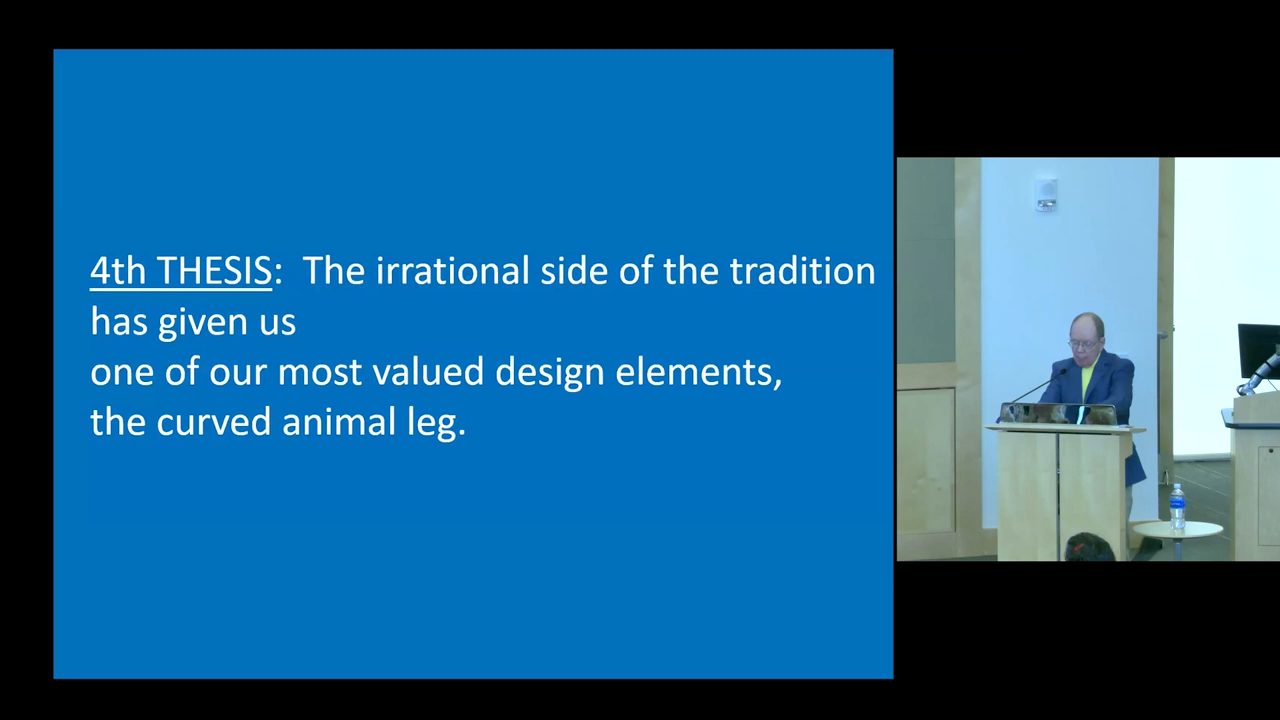 4th THESIS:  The irrational side of the tradition
has given us
one of our most valued design elements,
the curved animal leg.